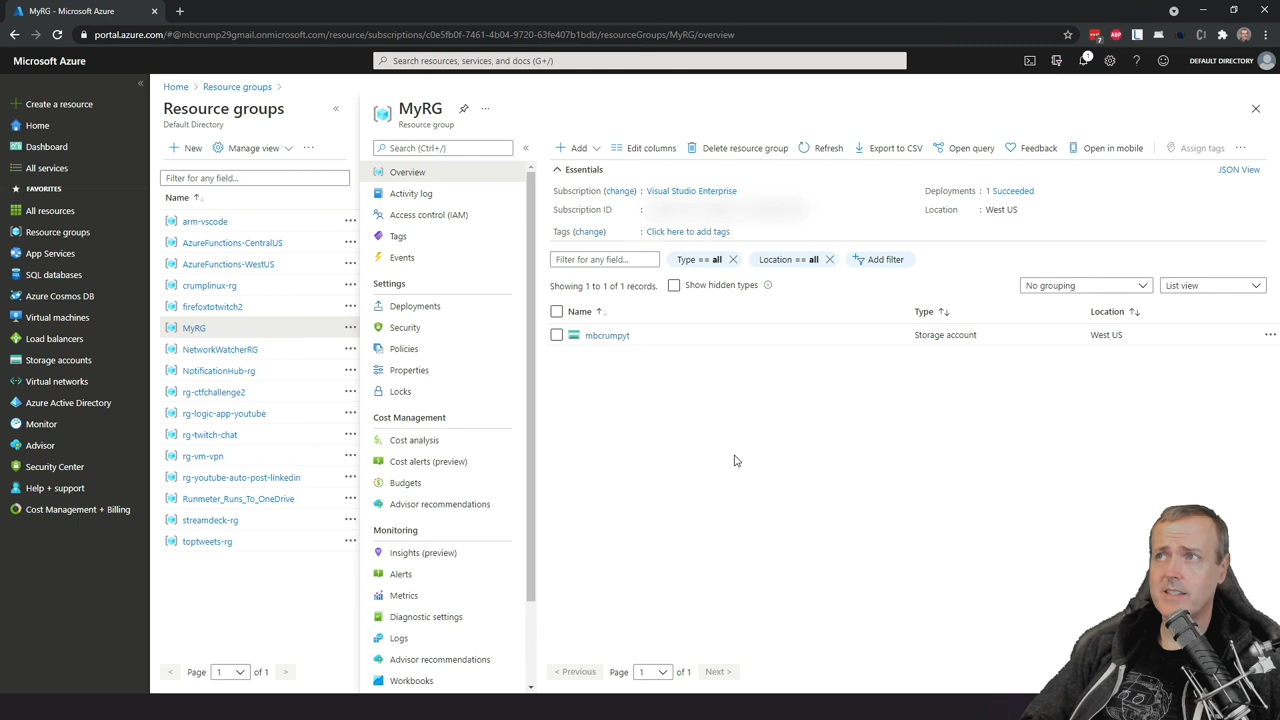 MyRG - Microsoft Azure
portal.azure.com/#@mbcrump29gmail.onmicrosoft.com/resource/subscriptions/c0e5fb0f-7461-4b04-9720-63fe407b1bdb/resourceGroups/MyRG/overview
Microsoft Azure
Search resources, services, and docs (G+/)
1
DEFAULT DIRECTORY
Create a resource
Home
Dashboard
All services
FAVORITES
All resources
Resource groups
App Services
SQL databases
Azure Cosmos DB
Virtual machines
Load balancers
Storage accounts
Virtual networks
Azure Active Directory
Monitor
Advisor
Security Center
Help + support
Cost Management + Billing
Home > Resource groups >
Resource groups
Default Directory
New Manage view
Filter for any field...
Name
arm-vscode
AzureFunctions-CentralUS
AzureFunctions-WestUS
crumplinux-rg
firefoxtotwitch2
MyRG
NetworkWatcherRG
NotificationHub-rg
rg-ctfchallenge2
rg-logic-app-youtube
rg-twitch-chat
rg-vm-vpn
rg-youtube-auto-post-linkedin
Runmeter_Runs_To_OneDrive
streamdeck-rg
toptweets-rg
< Page 1 of 1 >
MyRG
Resource group
Search (Ctrl+/)
Overview
Activity log
Access control (IAM)
Tags
Events
Settings
Deployments
Security
Policies
Properties
Locks
Cost Management
Cost analysis
Cost alerts (preview)
Budgets
Advisor recommendations
Monitoring
Insights (preview)
Alerts
Metrics
Diagnostic settings
Logs
Advisor recommendations
Workbooks
Add Edit columns Delete resource group Refresh Export to CSV Open query Feedback Open in mobile Assign tags
Essentials
JSON View
Subscription (change) : Visual Studio Enterprise
Deployments : 1 Succeeded
Subscription ID :
Location : West US
Tags (change) : Click here to add tags
Filter for any field... Type == all Location == all Add filter
Showing 1 to 1 of 1 records. Show hidden types
No grouping List view
Name Type Location
mbcrumpyt Storage account West US
< Previous Page 1 of 1 Next >